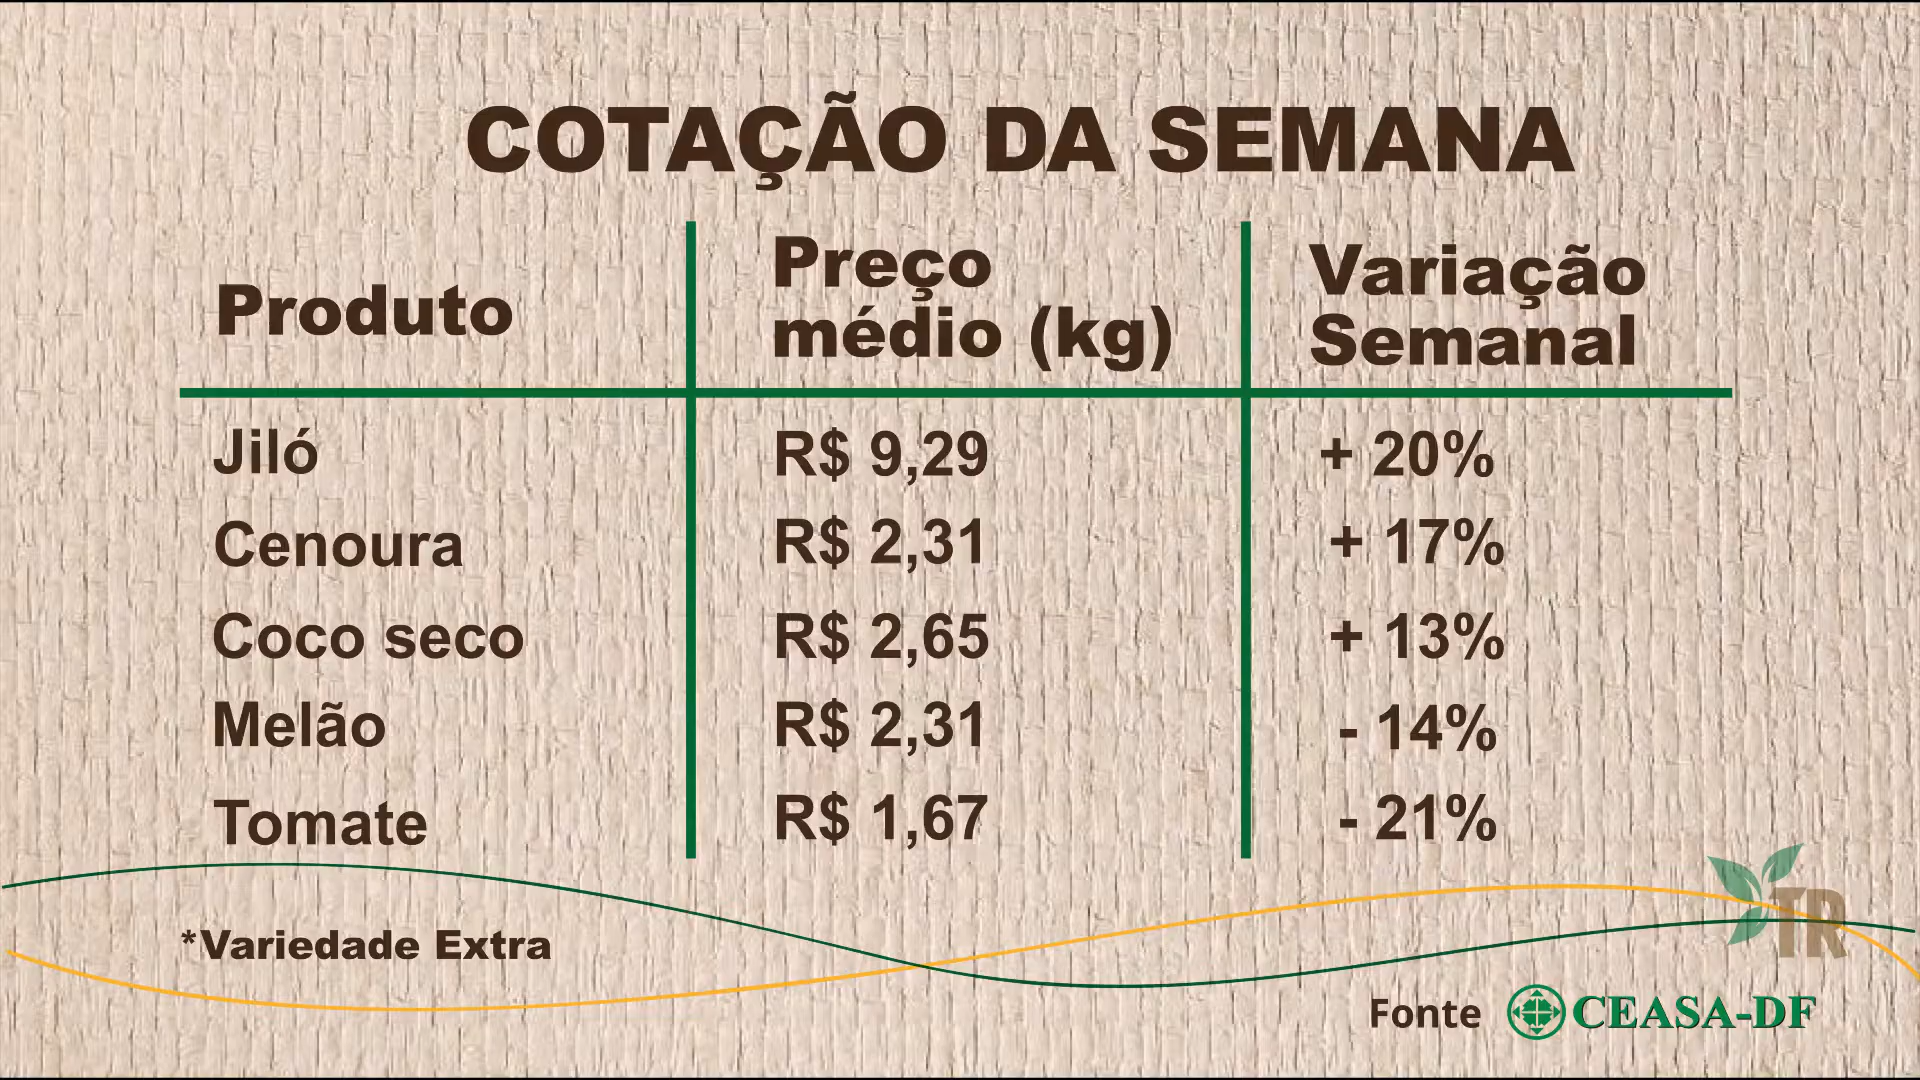 COTAÇÃO DA SEMANA
Produto
Preço
médio (kg)
Variação
Semanal
Jiló R$ 9,29 + 20%
Cenoura R$ 2,31 + 17%
Coco seco R$ 2,65 + 13%
Melão R$ 2,31 - 14%
Tomate R$ 1,67 - 21%
*Variedade Extra
TR
Fonte CEASA-DF